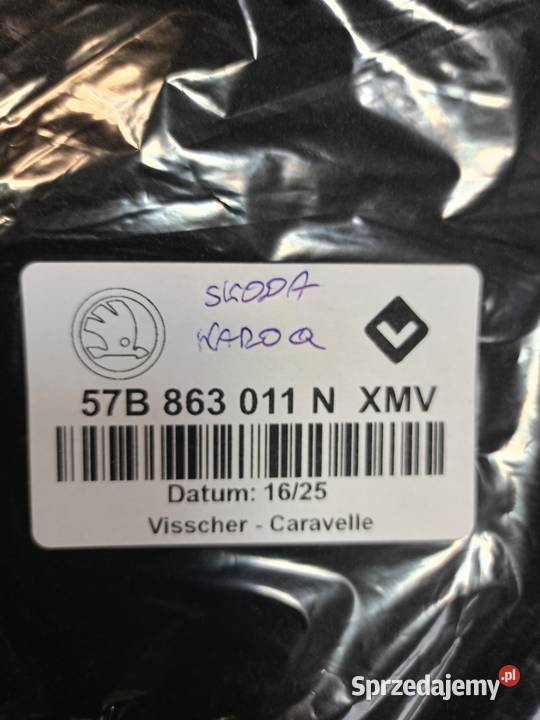 SKODA
KAROQ
57B 863 011 N XMV
Datum: 16/25
Visscher - Caravelle
Sprzedajemy.pl